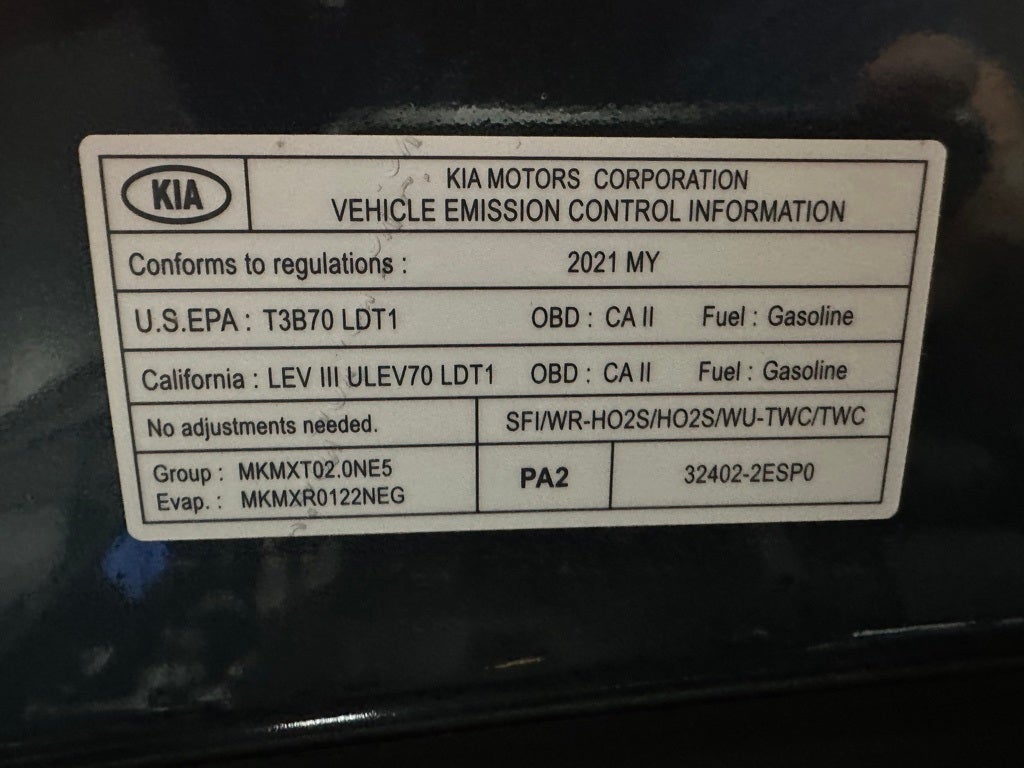 KIA
KIA MOTORS CORPORATION
VEHICLE EMISSION CONTROL INFORMATION
Conforms to regulations : 2021 MY
U.S.EPA : T3B70 LDT1 OBD : CA II Fuel : Gasoline
California : LEV III ULEV70 LDT1 OBD : CA II Fuel : Gasoline
No adjustments needed. SFI/WR-HO2S/HO2S/WU-TWC/TWC
Group : MKMXT02.0NE5
Evap. : MKMXR0122NEG
PA2
32402-2ESP0